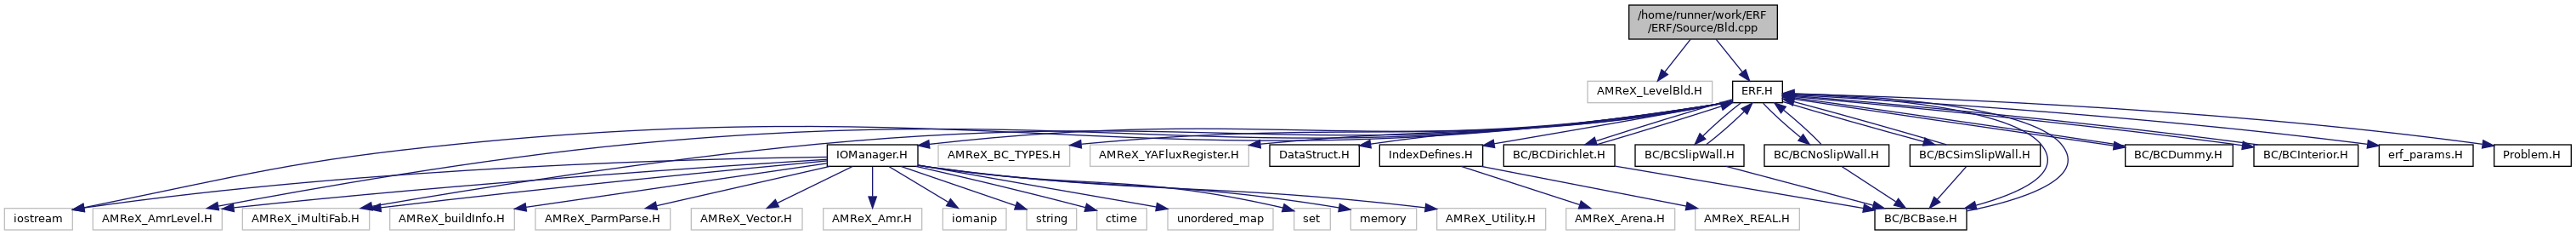 /home/runner/work/ERF
/ERF/Source/Bld.cpp
AMReX_LevelBld.H
ERF.H
IOManager.H
AMReX_BC_TYPES.H
AMReX_YAFluxRegister.H
DataStruct.H
IndexDefines.H
BC/BCDirichlet.H
BC/BCSlipWall.H
BC/BCNoSlipWall.H
BC/BCSimSlipWall.H
BC/BCDummy.H
BC/BCInterior.H
erf_params.H
Problem.H
iostream
AMReX_AmrLevel.H
AMReX_iMultiFab.H
AMReX_buildInfo.H
AMReX_ParmParse.H
AMReX_Vector.H
AMReX_Amr.H
iomanip
string
ctime
unordered_map
set
memory
AMReX_Utility.H
AMReX_Arena.H
AMReX_REAL.H
BC/BCBase.H